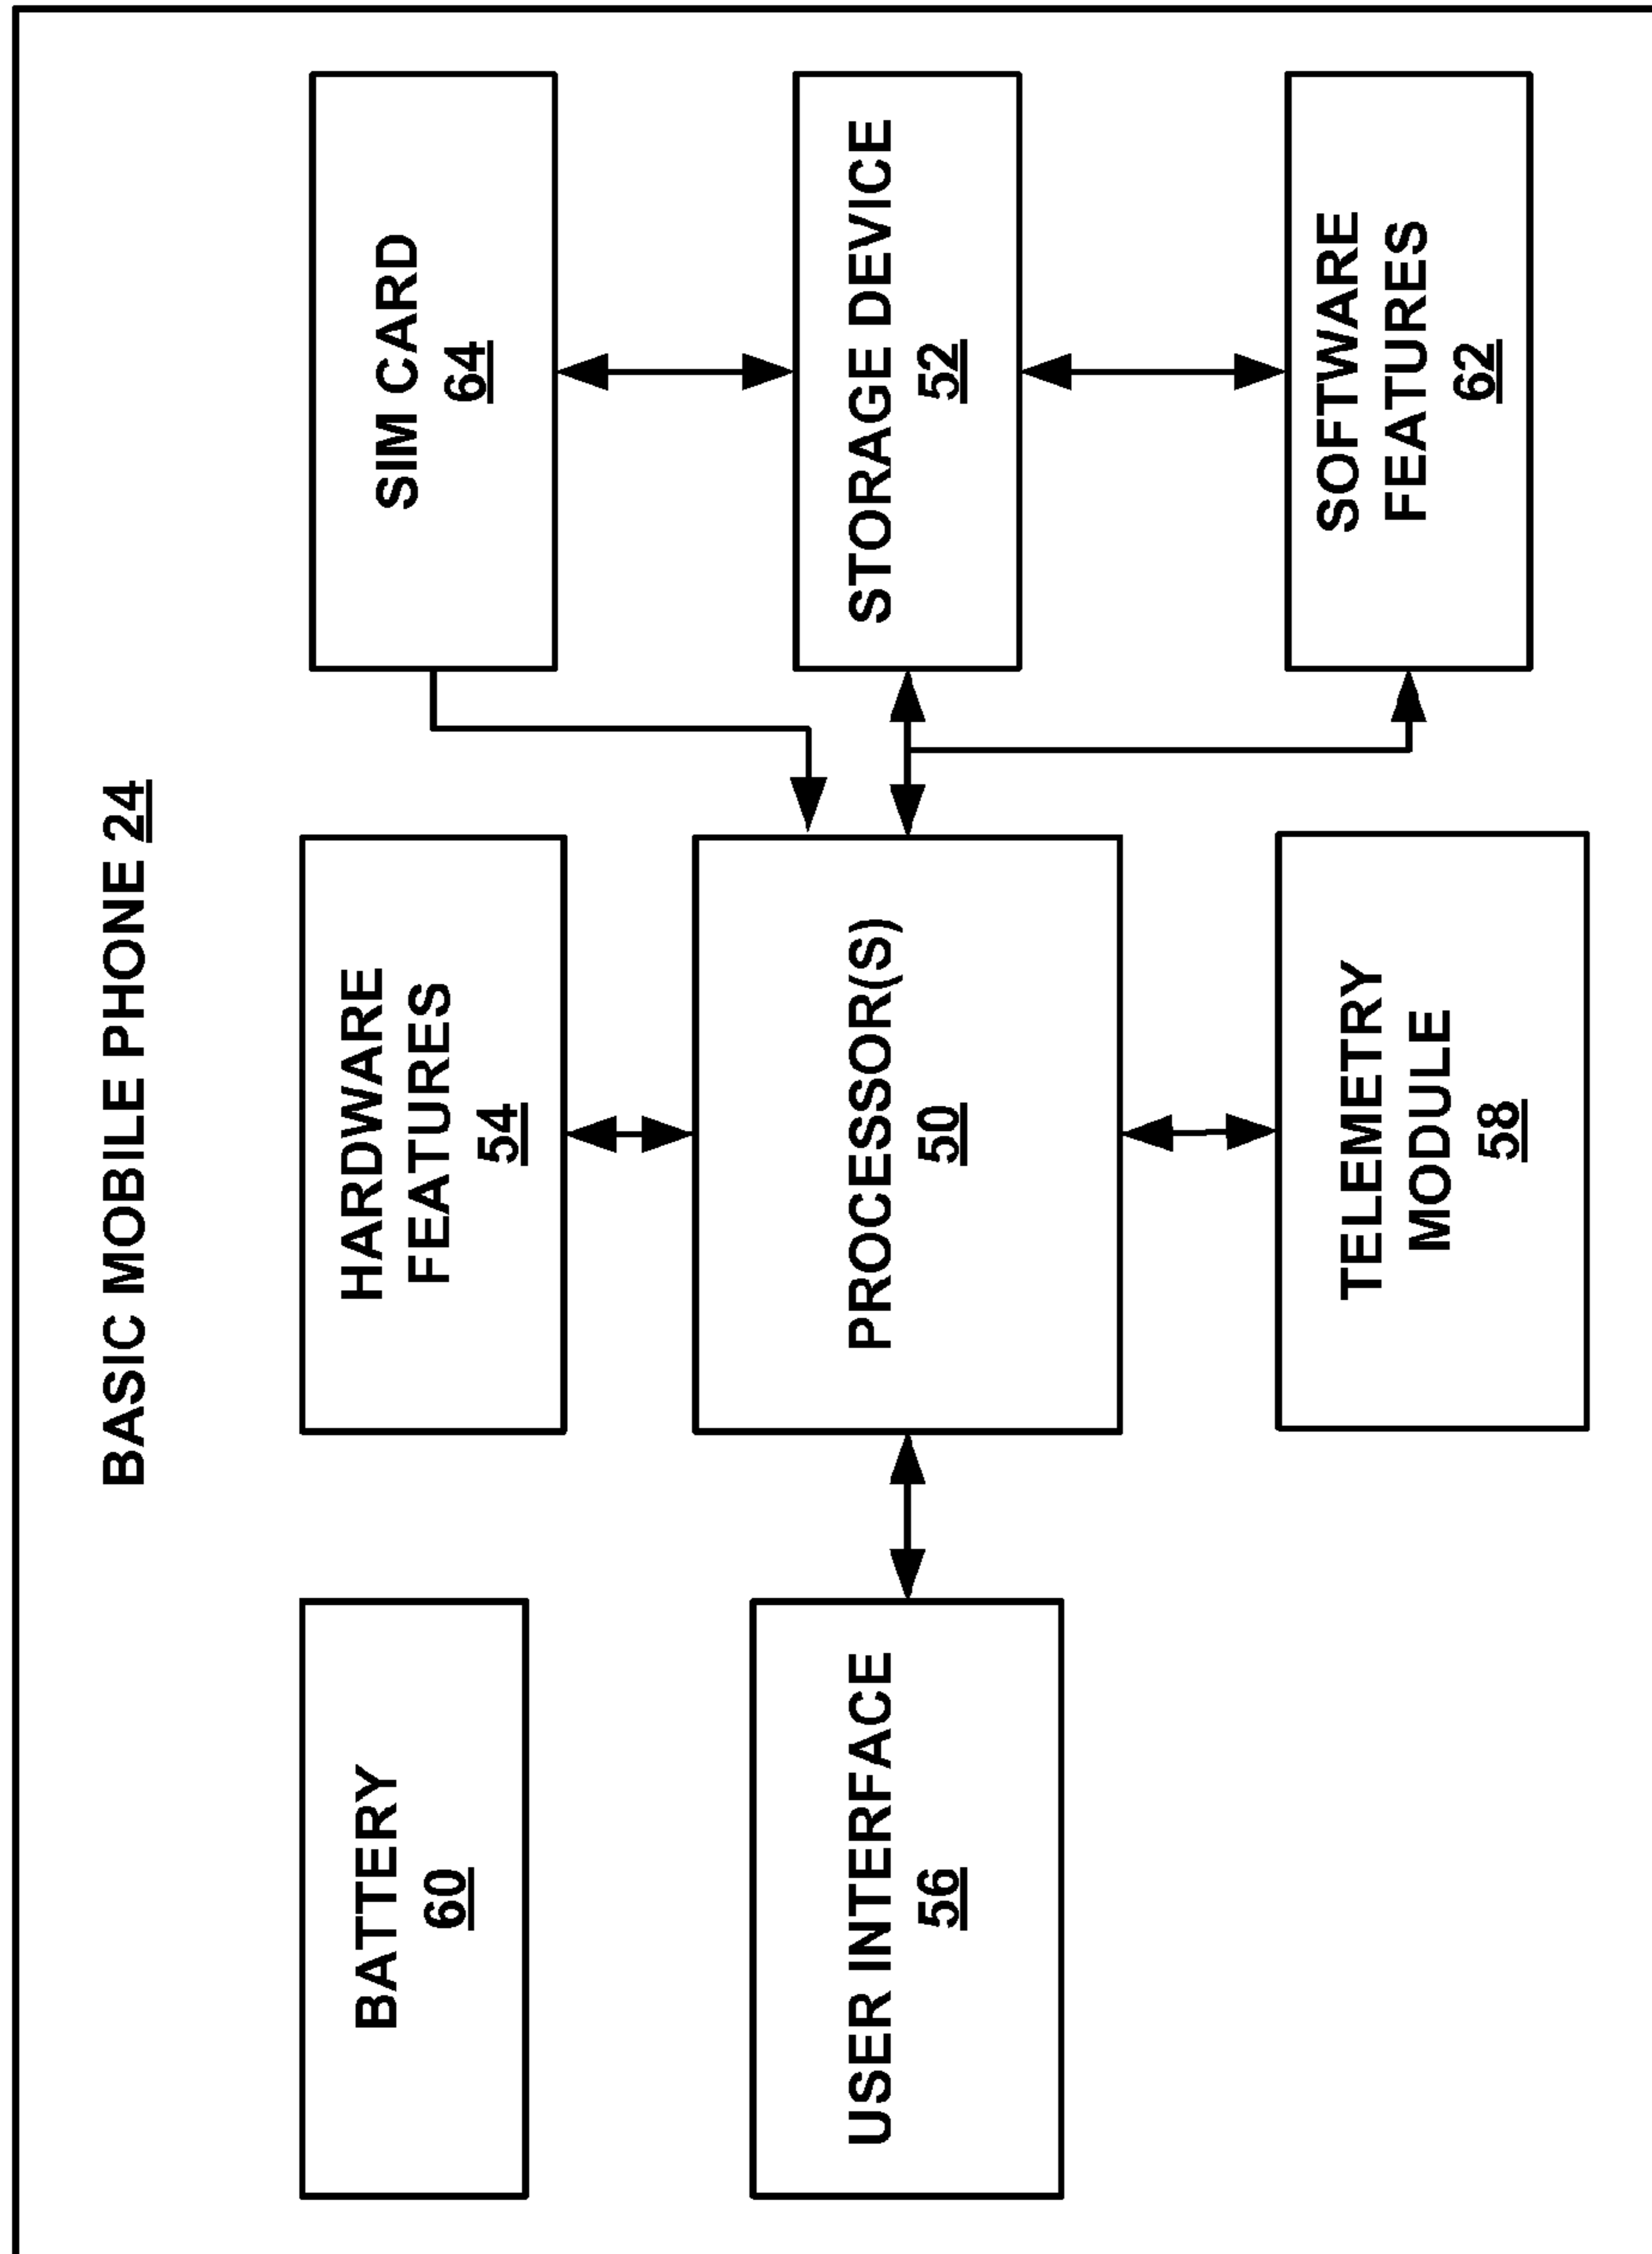 BASIC MOBILE PHONE 24
BATTERY
60
HARDWARE
FEATURES
54
SIM CARD
64
USER INTERFACE
56
PROCESSOR(S)
50
STORAGE DEVICE
52
TELEMETRY
MODULE
58
SOFTWARE
FEATURES
62